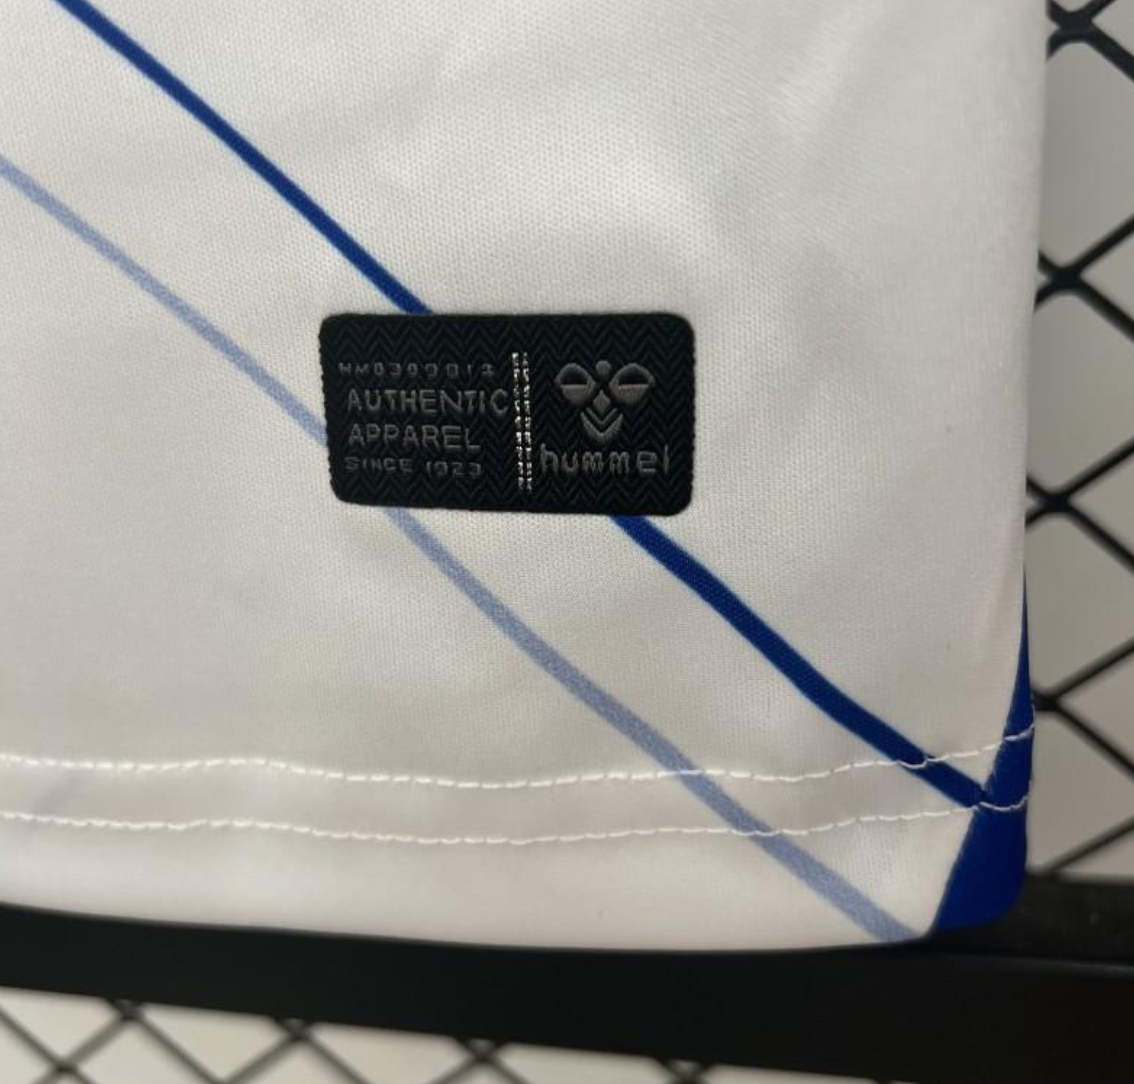 AUTHENTIC
APPAREL
SINCE 1923
hummel